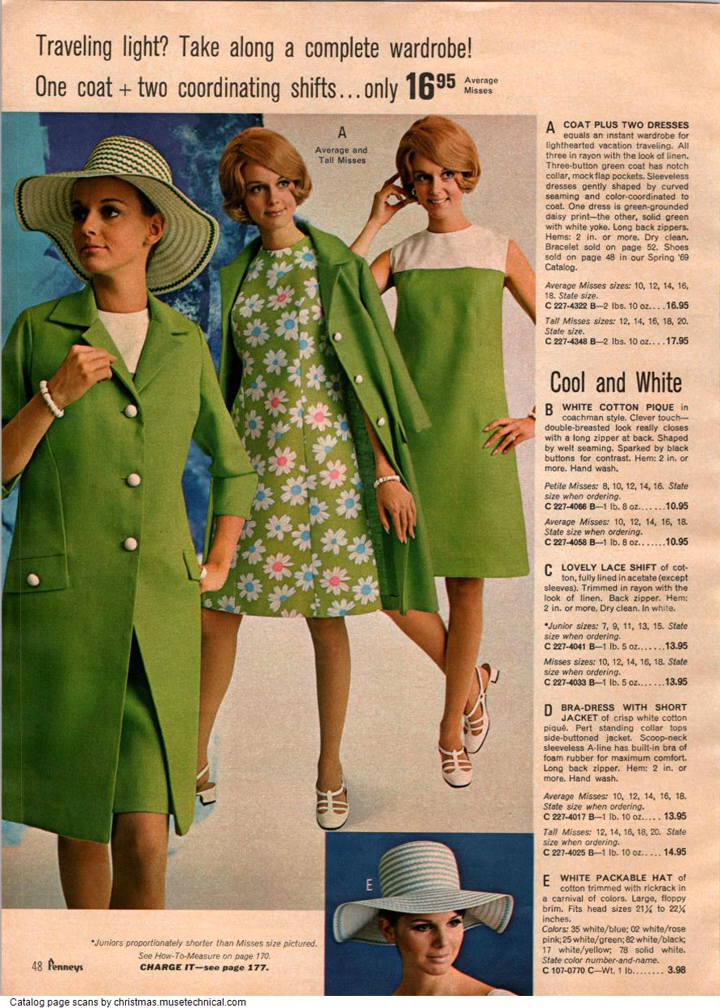 Traveling light? Take along a complete wardrobe!
One coat + two coordinating shifts...only 16 95 Average Misses
A
Average and
Tall Misses
A COAT PLUS TWO DRESSES
equals an instant wardrobe for
lighthearted vacation traveling. All
three in rayon with the look of linen.
Three-button green coat has notch
collar, mock flap pockets. Sleeveless
dresses gently shaped by curved
seaming and color-coordinated to
coat. One dress is green-grounded
daisy print—the other, solid green
with white yoke. Long back zippers.
Hems: 2 in. or more. Dry clean.
Bracelet sold on page 52. Shoes
sold on page 48 in our Spring '69
Catalog.
Average Misses sizes: 10, 12, 14, 16,
18. State size.
C 227-4322 B—2 lbs. 10 oz....16.95
Tall Misses sizes: 12, 14, 16, 18, 20.
State size.
C 227-4348 B—2 lbs. 10 oz....17.95
Cool and White
B WHITE COTTON PIQUE in
coachman style. Clever touch—
double-breasted look really closes
with a long zipper at back. Shaped
by welt seaming. Sparked by black
buttons for contrast. Hem: 2 in. or
more. Hand wash.
Petite Misses: 8, 10, 12, 14, 16. State
size when ordering.
C 227-4066 B—1 lb. 8 oz......10.95
Average Misses: 10, 12, 14, 16, 18.
State size when ordering.
C 227-4058 B—1 lb. 8 oz......10.95
C LOVELY LACE SHIFT of cot-
ton, fully lined in acetate (except
sleeves). Trimmed in rayon with the
look of linen. Back zipper. Hem:
2 in. or more. Dry clean. In white.
*Junior sizes: 7, 9, 11, 13, 15. State
size when ordering.
C 227-4041 B—1 lb. 5 oz.......13.95
Misses sizes: 10, 12, 14, 16, 18. State
size when ordering.
C 227-4033 B—1 lb. 5 oz.......13.95
D BRA-DRESS WITH SHORT
JACKET of crisp white cotton
piqué. Pert standing collar tops
side-buttoned jacket. Scoop-neck
sleeveless A-line has built-in bra of
foam rubber for maximum comfort.
Long back zipper. Hem: 2 in. or
more. Hand wash.
Average Misses: 10, 12, 14, 16, 18.
State size when ordering.
C 227-4017 B—1 lb. 10 oz..... 13.95
Tall Misses: 12, 14, 16, 18, 20. State
size when ordering.
C 227-4025 B—1 lb. 10 oz..... 14.95
E WHITE PACKABLE HAT of
cotton trimmed with rickrack in
a carnival of colors. Large, floppy
brim. Fits head sizes 21½ to 22½
inches.
Colors: 35 white/blue; 02 white/rose
pink; 25 white/green; 82 white/black;
17 white/yellow; 78 solid white.
State color number-and-name.
C 107-0770 C—Wt. 1 lb........ 3.98
E
*Juniors proportionately shorter than Misses size pictured.
See How-To-Measure on page 170.
CHARGE IT—see page 177.
48 Penneys
Catalog page scans by christmas.musetechnical.com